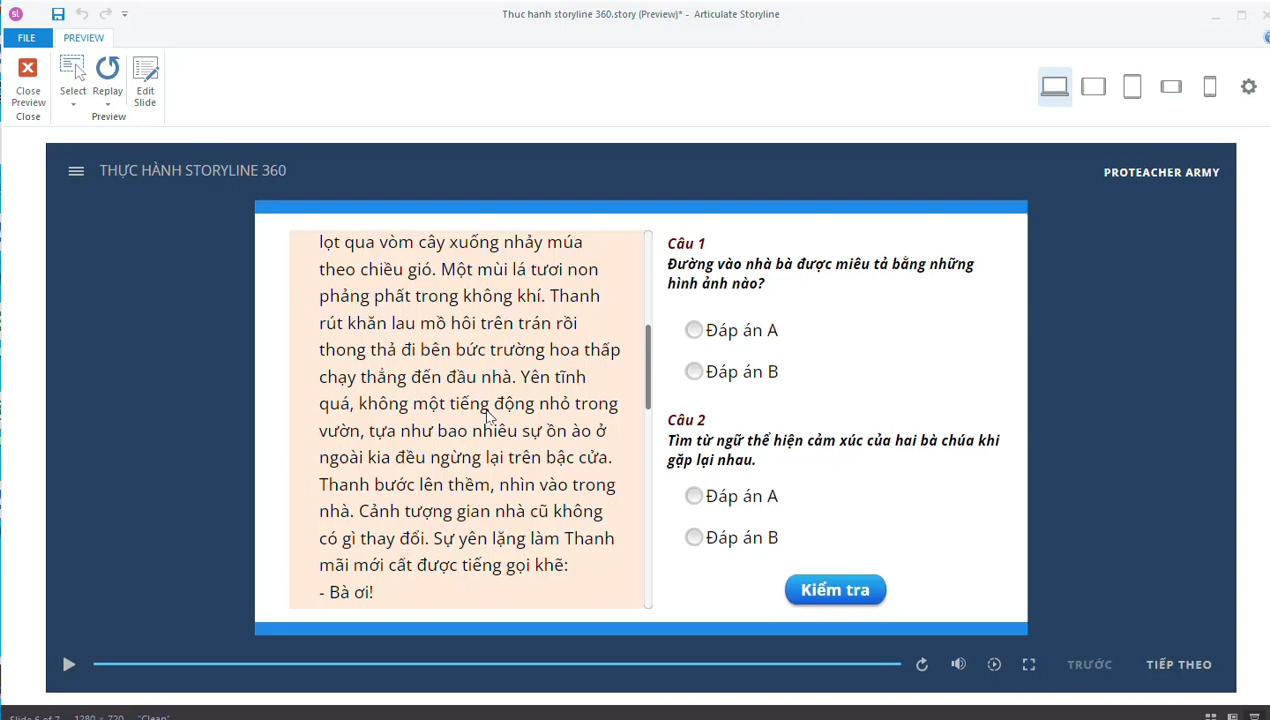 Thuc hanh storyline 360.story (Preview)* - Articulate Storyline
FILE PREVIEW
Close Preview
Select
Replay
Edit Slide
Close
Preview
THỰC HÀNH STORYLINE 360
PROTEACHER ARMY
lọt qua vòm cây xuống nhảy múa
theo chiều gió. Một mùi lá tươi non
phảng phất trong không khí. Thanh
rút khăn lau mồ hôi trên trán rồi
thong thả đi bên bức trường hoa thấp
chạy thẳng đến đầu nhà. Yên tĩnh
quá, không một tiếng động nhỏ trong
vườn, tựa như bao nhiêu sự ồn ào ở
ngoài kia đều ngừng lại trên bậc cửa.
Thanh bước lên thềm, nhìn vào trong
nhà. Cảnh tượng gian nhà cũ không
có gì thay đổi. Sự yên lặng làm Thanh
mãi mới cất được tiếng gọi khẽ:
- Bà ơi!
Câu 1
Đường vào nhà bà được miêu tả bằng những
hình ảnh nào?
Đáp án A
Đáp án B
Câu 2
Tìm từ ngữ thể hiện cảm xúc của hai bà chúa khi
gặp lại nhau.
Đáp án A
Đáp án B
Kiểm tra
TRƯỚC
TIẾP THEO
Slide 6 of 7 1280 × 720 "Clean"